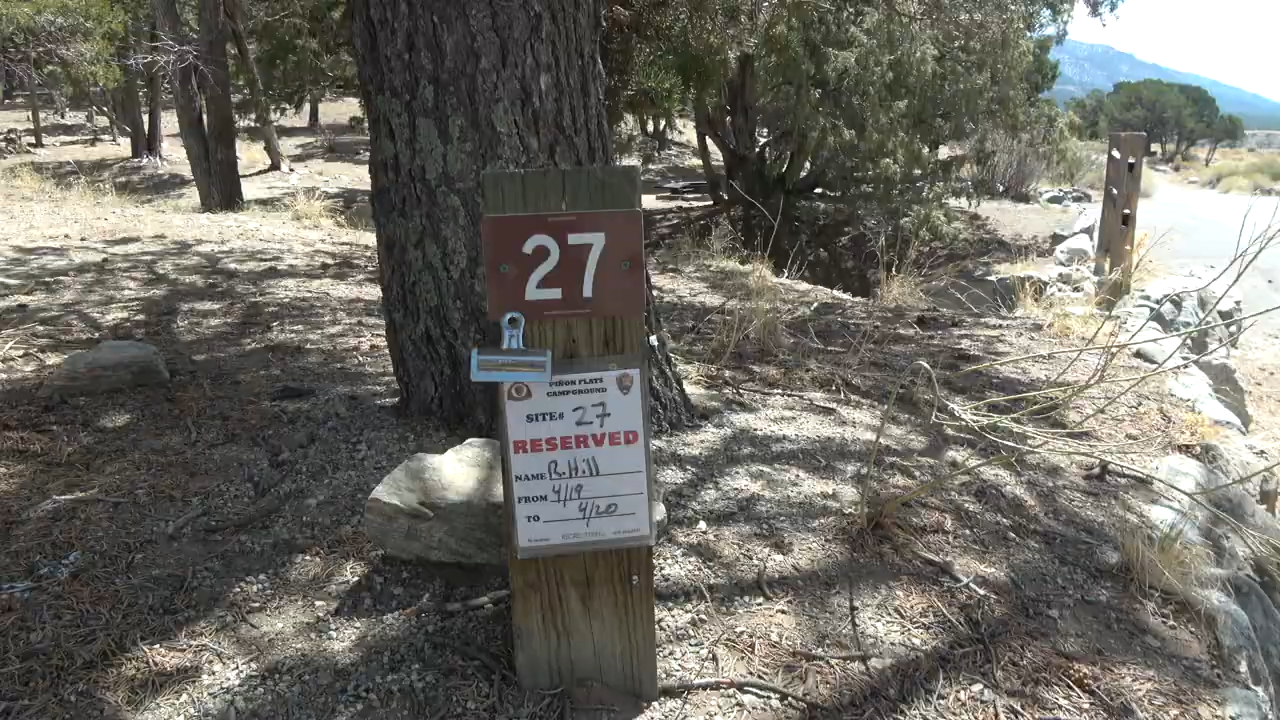 27
PIÑON FLATS
CAMPGROUND
SITE# 27
RESERVED
NAME B. Hill
FROM 4/19
TO 4/20